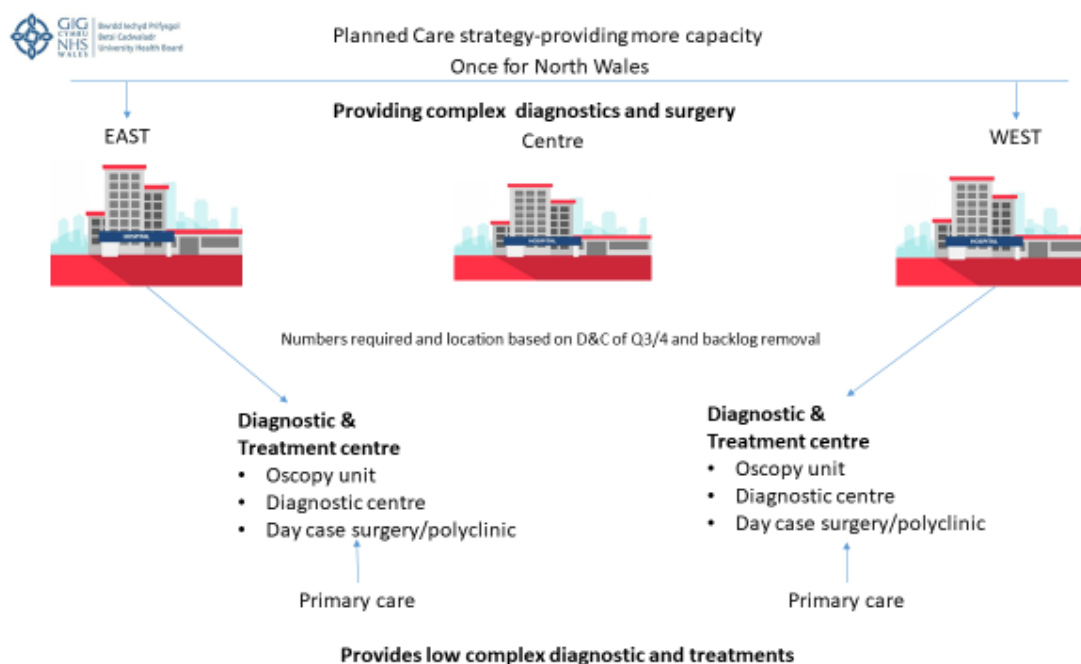 GIG
CYMRU
NHS
WALES
Bwrdd Iechyd Prifysgol
Betsi Cadwaladr
University Health Board
Planned Care strategy-providing more capacity
Once for North Wales
Providing complex diagnostics and surgery
EAST
Centre
WEST
HOSPITAL
HOSPITAL
HOSPITAL
Numbers required and location based on D&C of Q3/4 and backlog removal
Diagnostic &
Treatment centre
• Oscopy unit
• Diagnostic centre
• Day case surgery/polyclinic
Primary care
Diagnostic &
Treatment centre
• Oscopy unit
• Diagnostic centre
• Day case surgery/polyclinic
Primary care
Provides low complex diagnostic and treatments